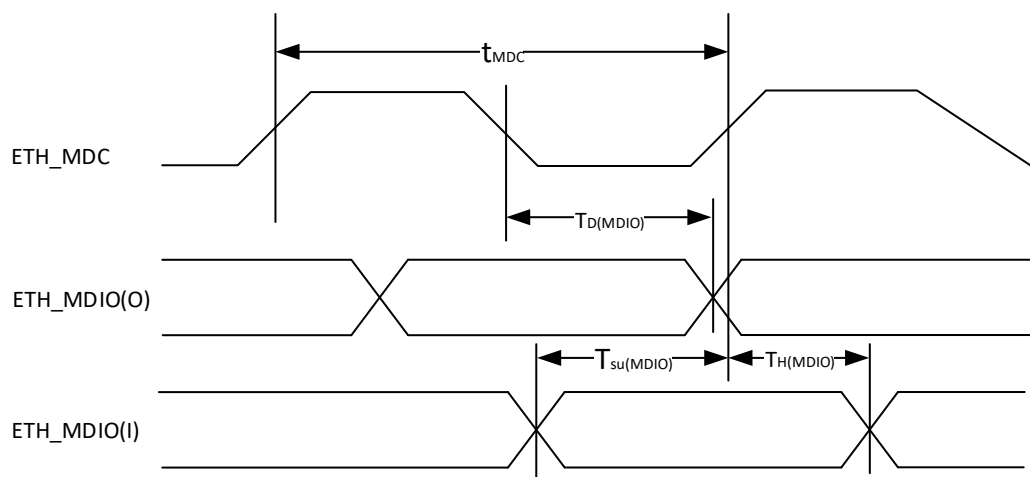 tMDC
ETH_MDC
TD(MDIO)
ETH_MDIO(O)
Tsu(MDIO)
TH(MDIO)
ETH_MDIO(I)